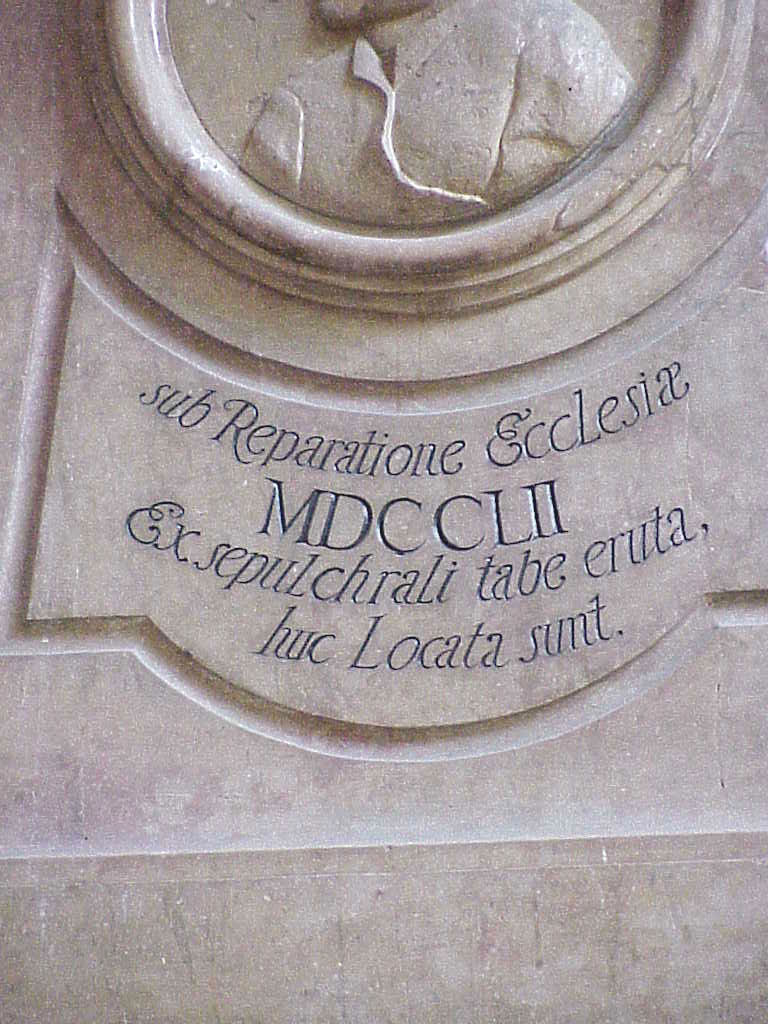 sub Reparatione Ecclesiæ
MDCCLII
Ex sepulchrali tabe eruta,
huc Locata sunt.